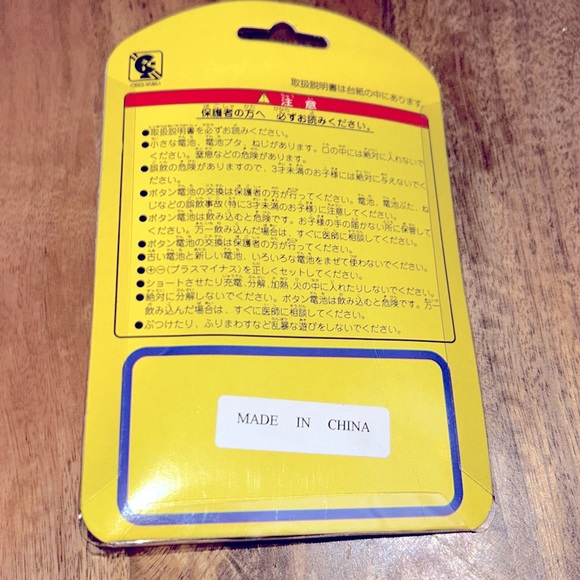 取扱説明書は台紙の中にあります。
注意
保護者の方へ 必ずお読みください。
●取扱説明書を必ずお読みください。
●小さな電池、電池ブタ、ねじがあります。口の中には絶対に入れないで
ください。窒息などの危険があります。
●誤飲の危険がありますので、3才未満のお子様には絶対に与えないでく
ださい。
●ボタン電池の交換は保護者の方が行ってください。電池、電池ぶた、ね
じなどの誤飲事故(特に3才未満のお子様)に注意してください。
●ボタン電池は飲み込むと危険です。お子様の手の届かない所に保管して
ください。万一飲み込んだ場合は、すぐに医師に相談してください。
●ボタン電池の交換は保護者の方が行ってください。
●古い電池と新しい電池、いろいろな電池をまぜて使わないでください。
●⊕⊖(プラスマイナス)を正しくセットしてください。
●ショートさせたり充電、分解、加熱、火の中に入れたりしないでください。
●絶対に分解しないでください。ボタン電池は飲み込むと危険です。万一
飲み込んだ場合は、すぐに医師に相談してください。
●ぶつけたり、ふりまわすなど乱暴な遊びをしないでください。
MADE IN CHINA